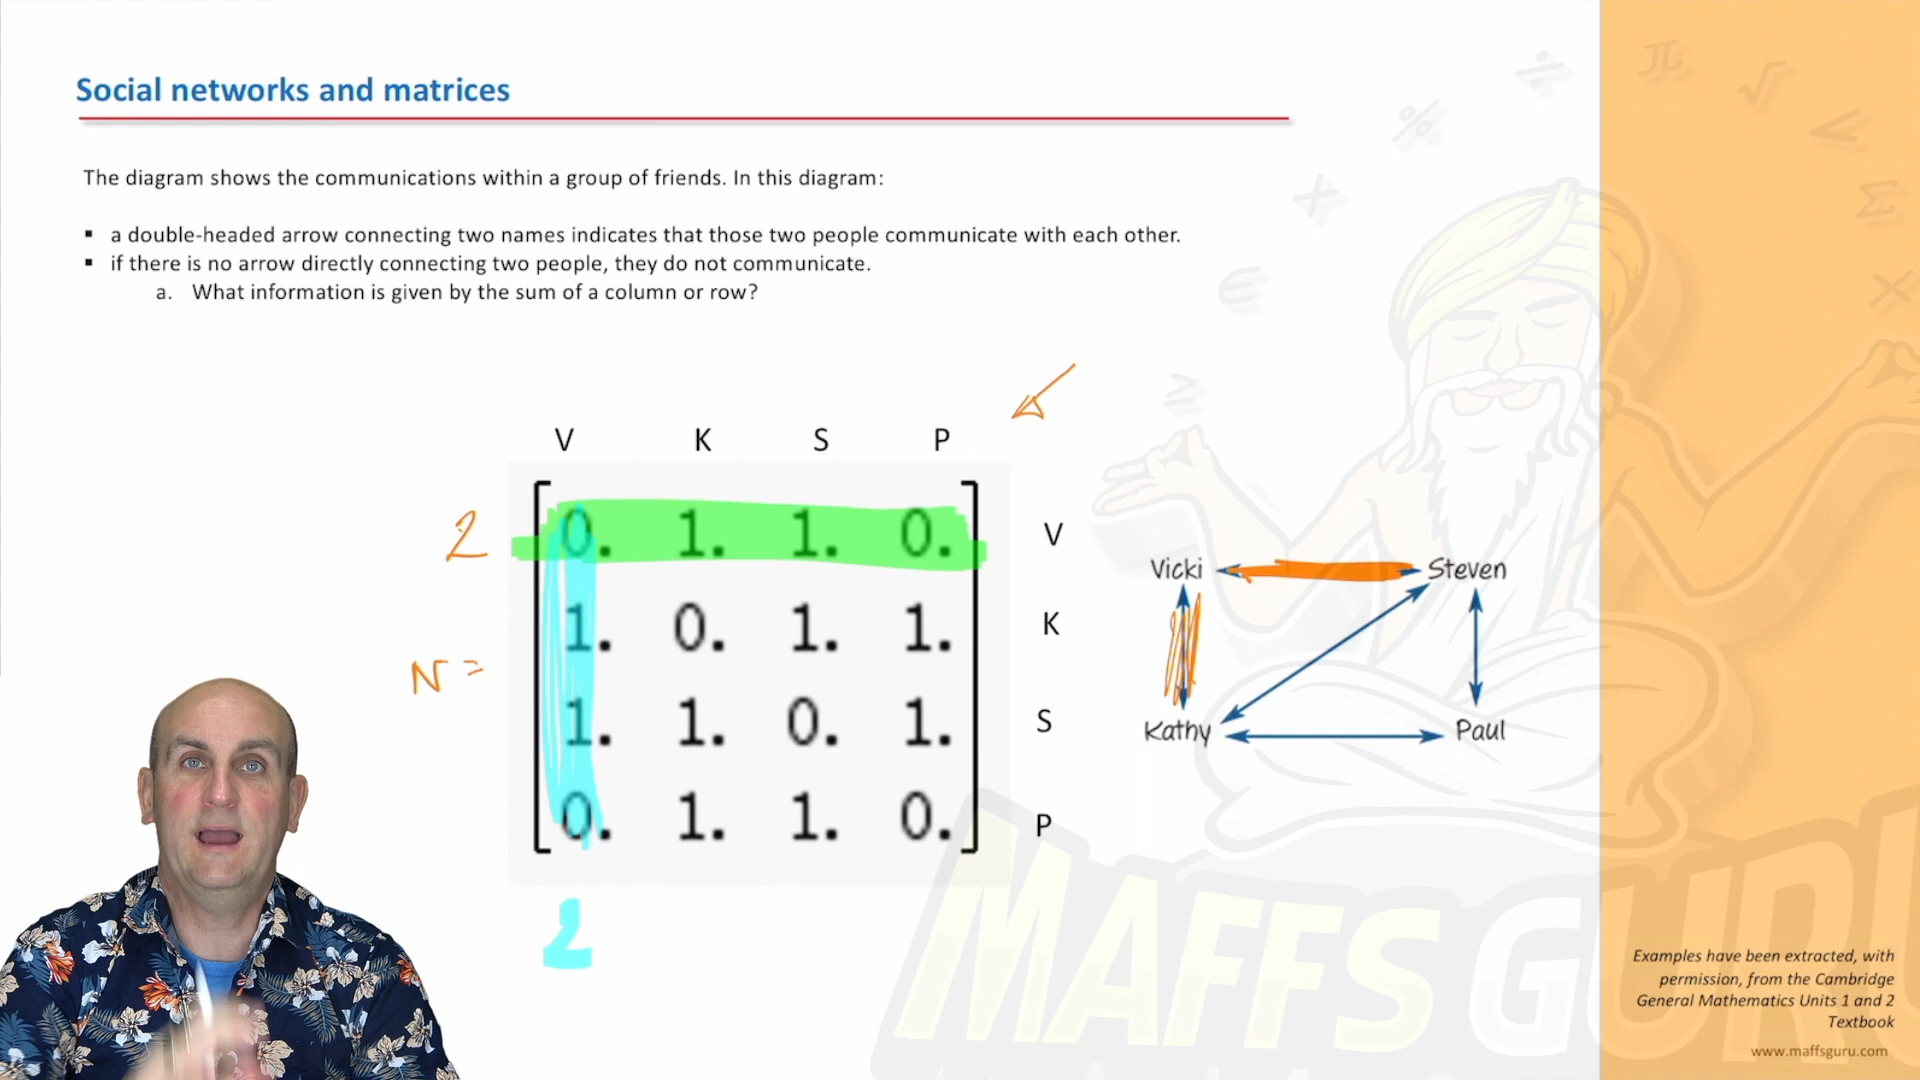 Social networks and matrices
The diagram shows the communications within a group of friends. In this diagram:
▪ a double-headed arrow connecting two names indicates that those two people communicate with each other.
▪ if there is no arrow directly connecting two people, they do not communicate.
a. What information is given by the sum of a column or row?
V K S P
2 0. 1. 1. 0. V
1. 0. 1. 1. K
N =
1. 1. 0. 1. S
0. 1. 1. 0. P
2
Vicki Steven
Kathy Paul
MAFFS GURU
Examples have been extracted, with
permission, from the Cambridge
General Mathematics Units 1 and 2
Textbook
www.maffsguru.com